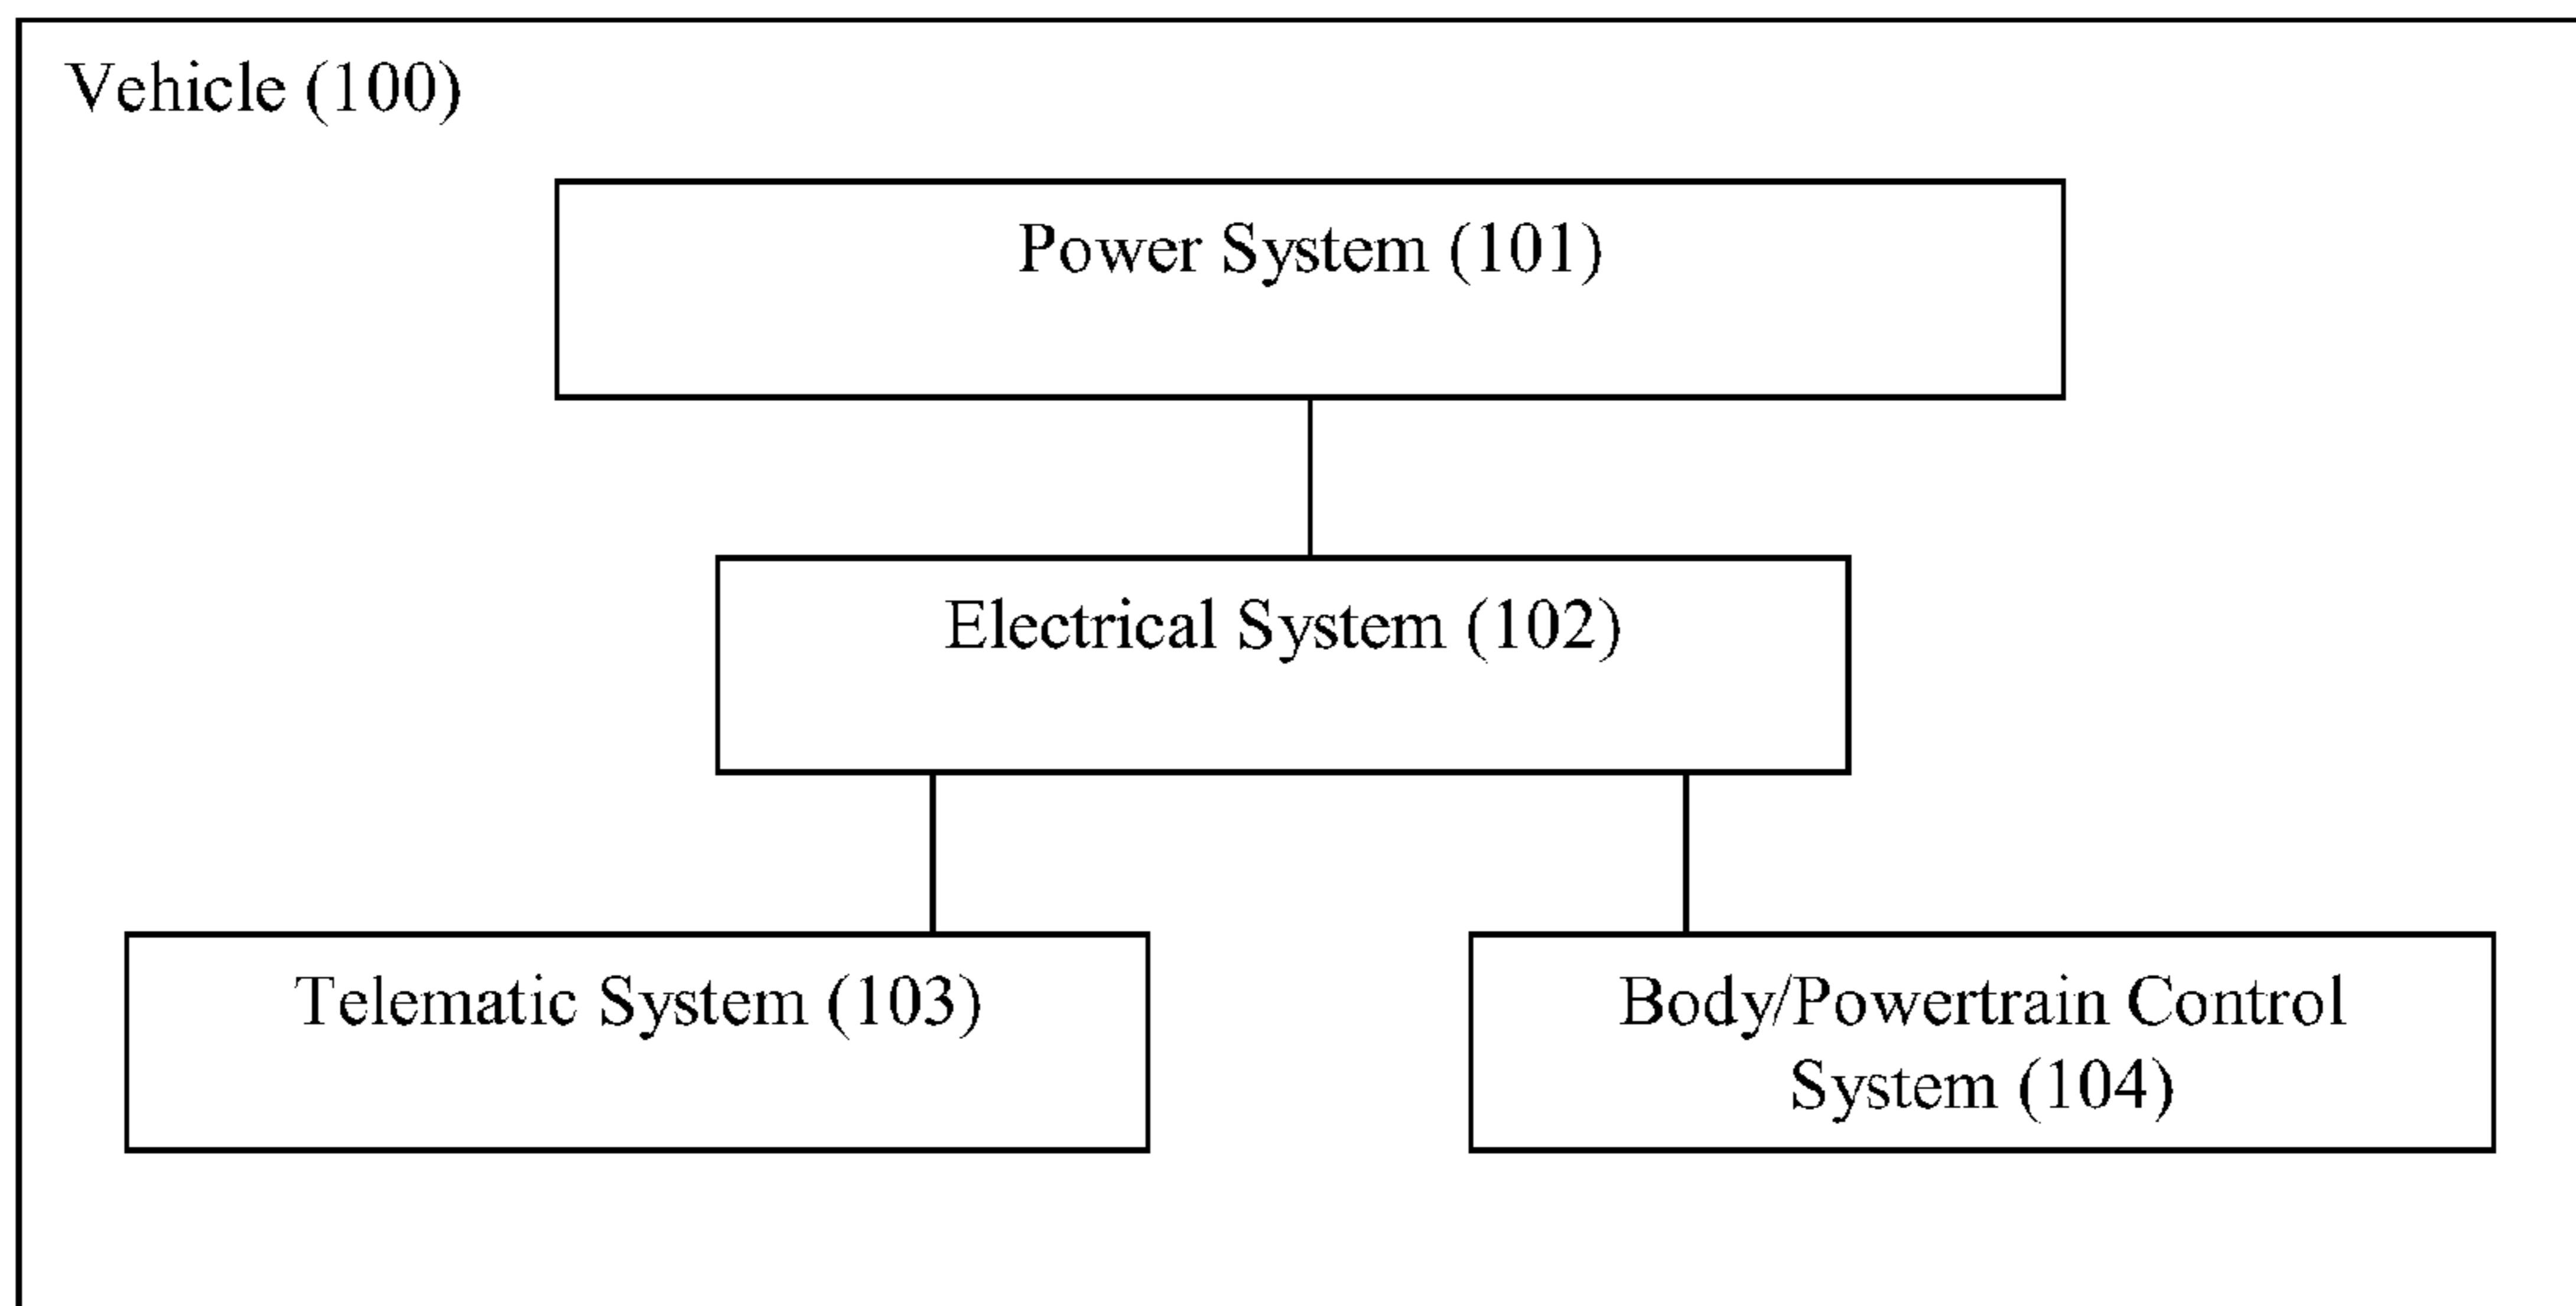 Vehicle (100)
Power System (101)
Electrical System (102)
Telematic System (103)
Body/Powertrain Control
System (104)